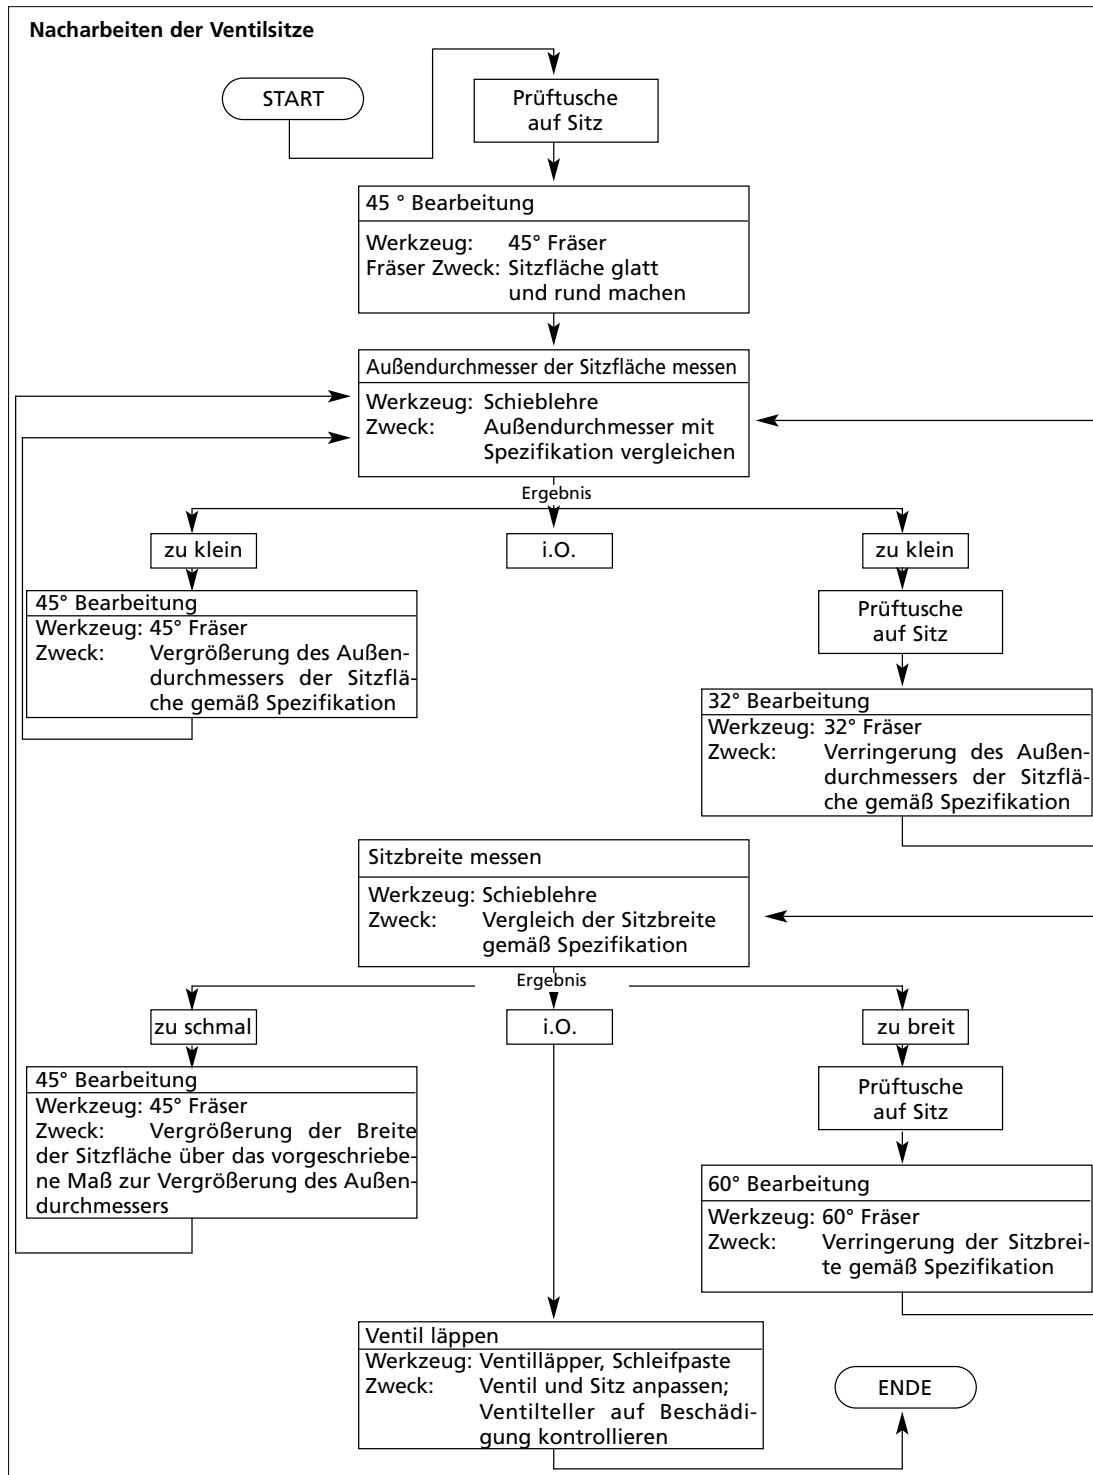 Nacharbeiten der Ventilsitze
START
Prüftusche
auf Sitz
45 ° Bearbeitung
Werkzeug: 45° Fräser
Fräser Zweck: Sitzfläche glatt
und rund machen
Außendurchmesser der Sitzfläche messen
Werkzeug: Schieblehre
Zweck: Außendurchmesser mit
Spezifikation vergleichen
Ergebnis
zu klein
i.O.
zu klein
45° Bearbeitung
Werkzeug: 45° Fräser
Zweck: Vergrößerung des Außen-
durchmessers der Sitzflä-
che gemäß Spezifikation
Prüftusche
auf Sitz
32° Bearbeitung
Werkzeug: 32° Fräser
Zweck: Verringerung des Außen-
durchmessers der Sitzflä-
che gemäß Spezifikation
Sitzbreite messen
Werkzeug: Schieblehre
Zweck: Vergleich der Sitzbreite
gemäß Spezifikation
Ergebnis
zu schmal
i.O.
zu breit
45° Bearbeitung
Werkzeug: 45° Fräser
Zweck: Vergrößerung der Breite
der Sitzfläche über das vorgeschriebe-
ne Maß zur Vergrößerung des Außen-
durchmessers
Prüftusche
auf Sitz
60° Bearbeitung
Werkzeug: 60° Fräser
Zweck: Verringerung der Sitzbrei-
te gemäß Spezifikation
Ventil läppen
Werkzeug: Ventilläpper, Schleifpaste
Zweck: Ventil und Sitz anpassen;
Ventilteller auf Beschädi-
gung kontrollieren
ENDE